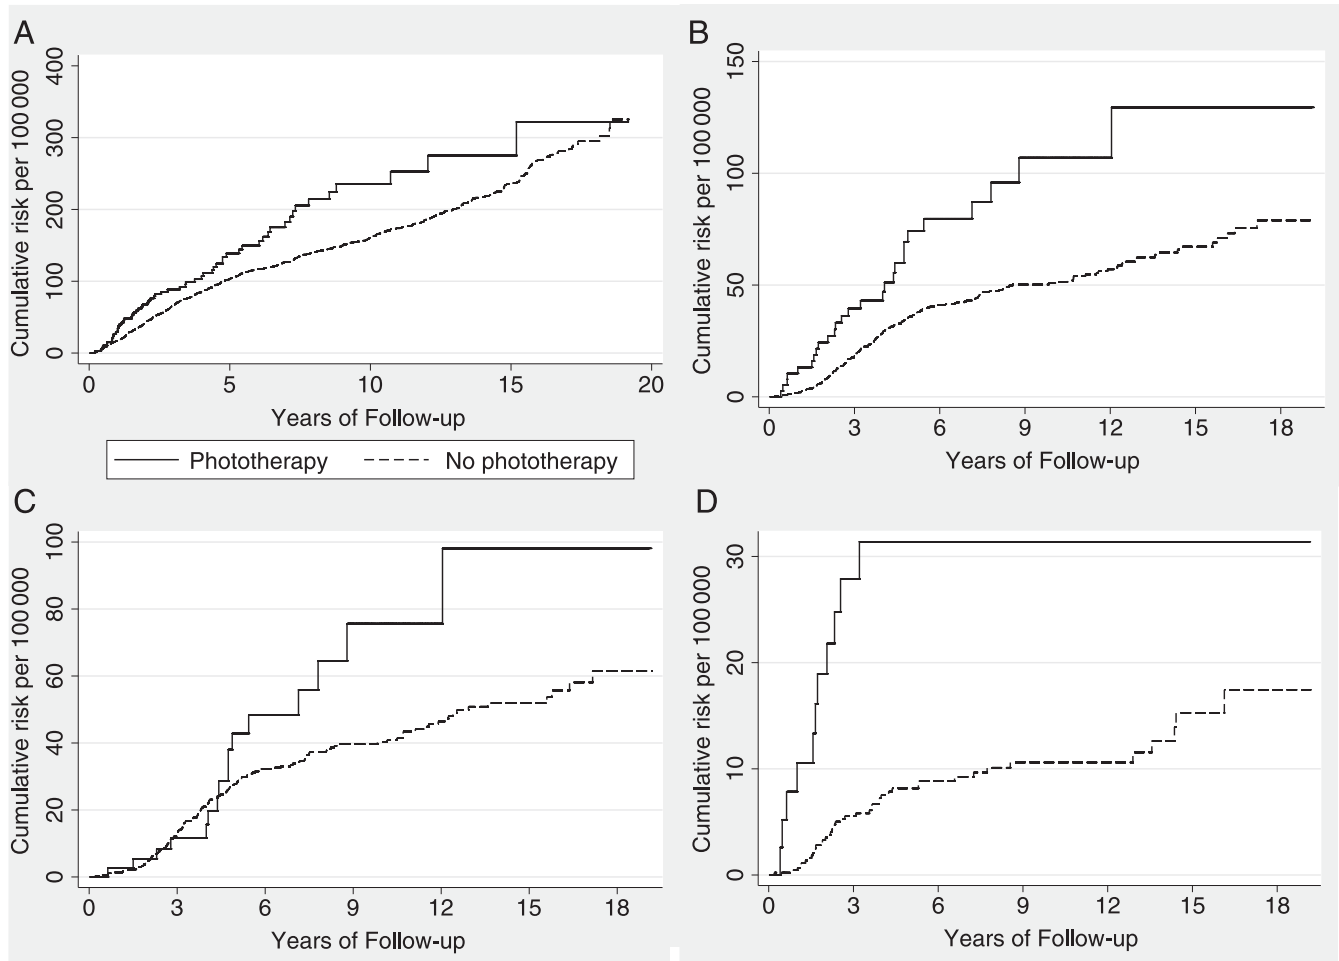 A
Cumulative risk per 100 000
400
300
200
100
0
0 5 10 15 20
Years of Follow-up
Phototherapy No phototherapy
B
Cumulative risk per 100 000
150
100
50
0
0 3 6 9 12 15 18
Years of Follow-up
C
Cumulative risk per 100 000
100
80
60
40
20
0
0 3 6 9 12 15 18
Years of Follow-up
D
Cumulative risk per 100 000
30
20
10
0
0 3 6 9 12 15 18
Years of Follow-up